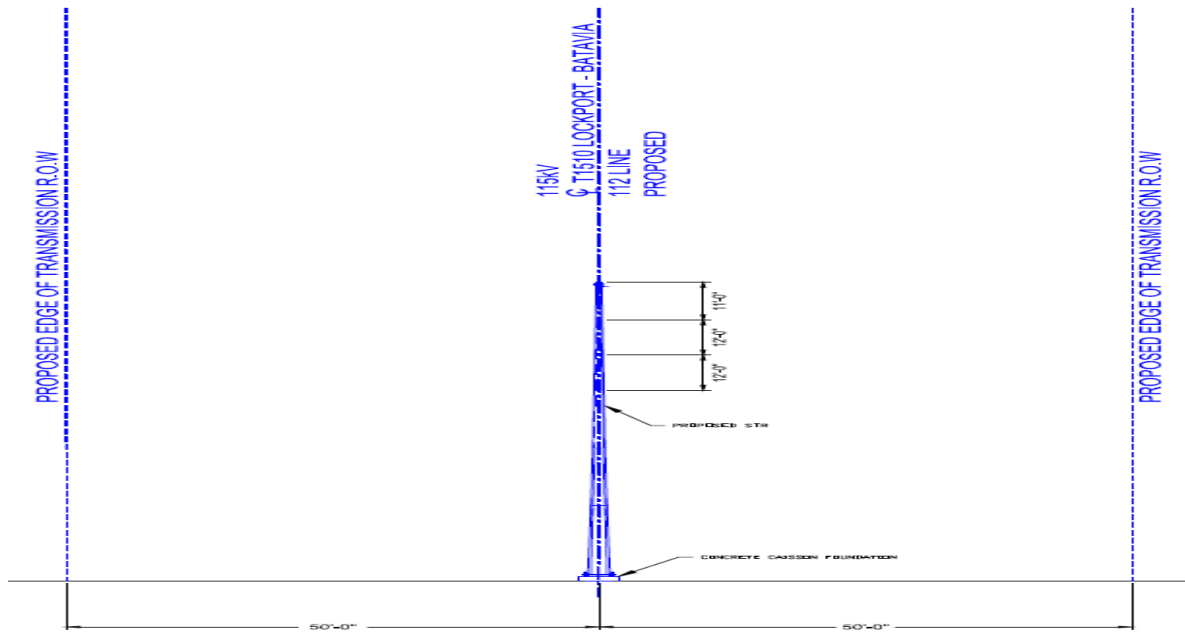 PROPOSED EDGE OF TRANSMISSION R.O.W
115kV
℄ T1510 LOCKPORT - BATAVIA
112 LINE
PROPOSED
PROPOSED EDGE OF TRANSMISSION R.O.W
11'-0"
12'-0"
12'-0"
PROPOSED STR
CONCRETE CAISSON FOUNDATION
50'-0"
50'-0"